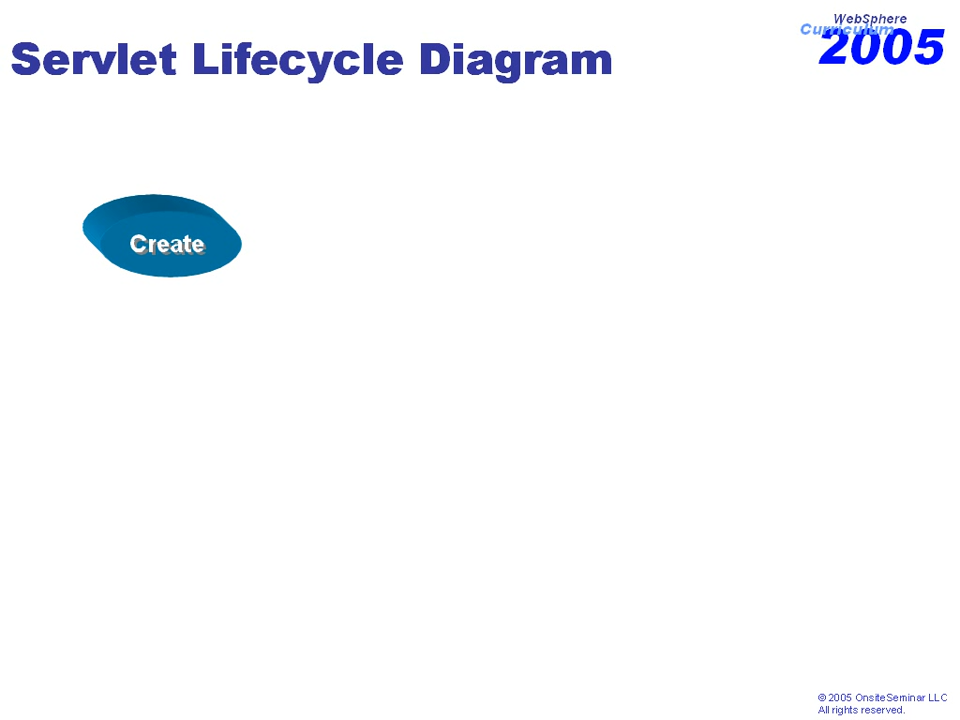 Servlet Lifecycle Diagram
WebSphere
Curriculum
2005
Create
© 2005 OnsiteSeminar LLC
All rights reserved.